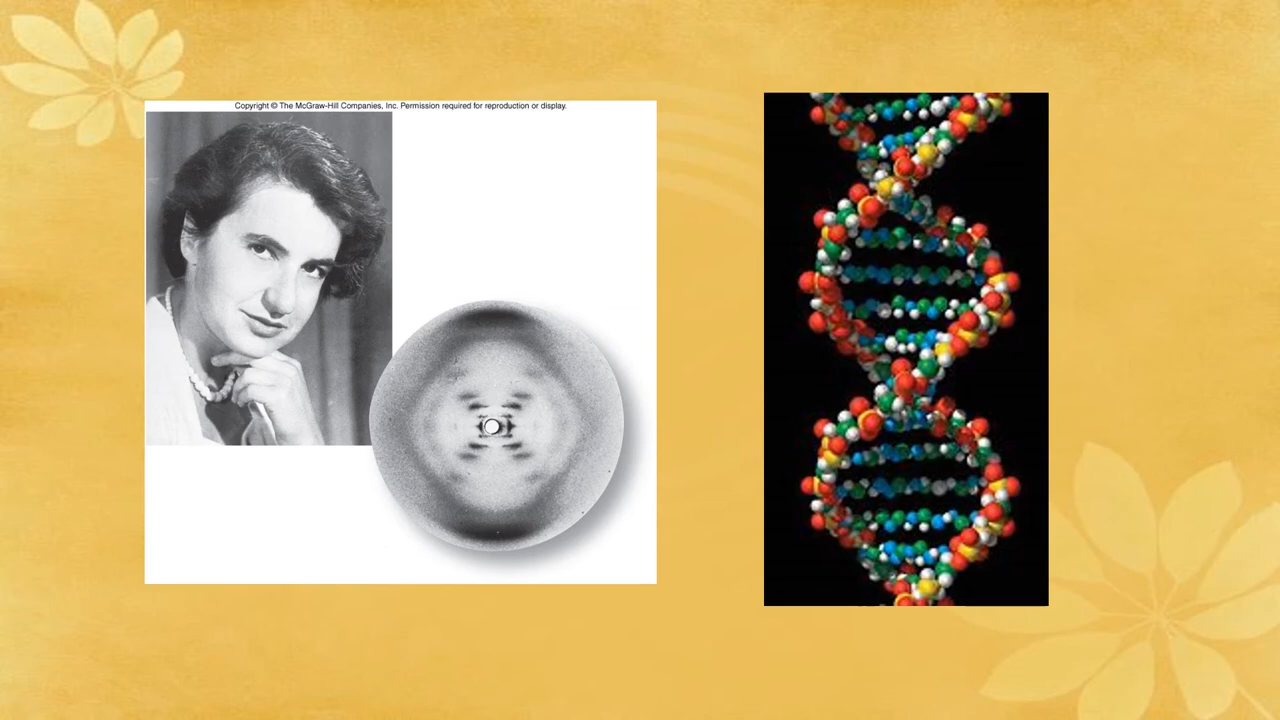 Copyright © The McGraw-Hill Companies, Inc. Permission required for reproduction or display.